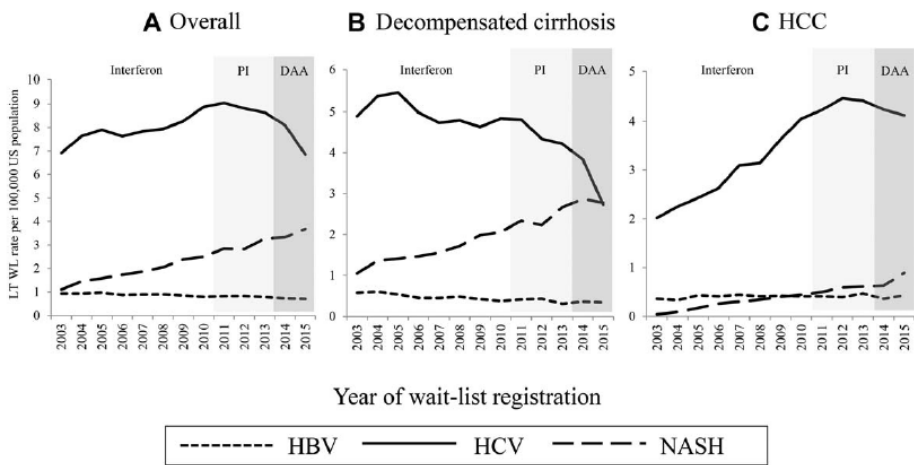 A Overall
B Decompensated cirrhosis
C HCC
LT WL rate per 100,000 US population
Interferon PI DAA
10
9
8
7
6
5
4
3
2
1
0
2003 2004 2005 2006 2007 2008 2009 2010 2011 2012 2013 2014 2015
Interferon PI DAA
6
5
4
3
2
1
0
2003 2004 2005 2006 2007 2008 2009 2010 2011 2012 2013 2014 2015
Interferon PI DAA
5
4
3
2
1
0
2003 2004 2005 2006 2007 2008 2009 2010 2011 2012 2013 2014 2015
Year of wait-list registration
HBV HCV NASH